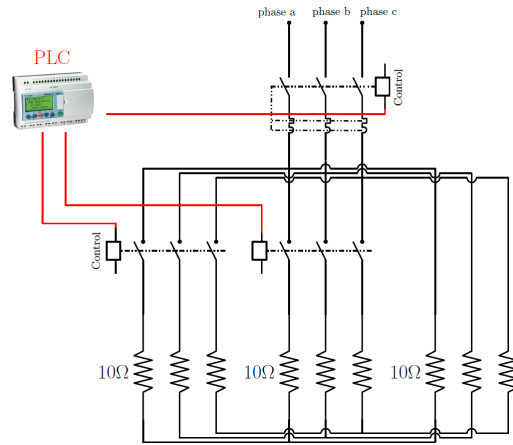 phase a phase b phase c
PLC
Control
Control
10Ω 10Ω 10Ω